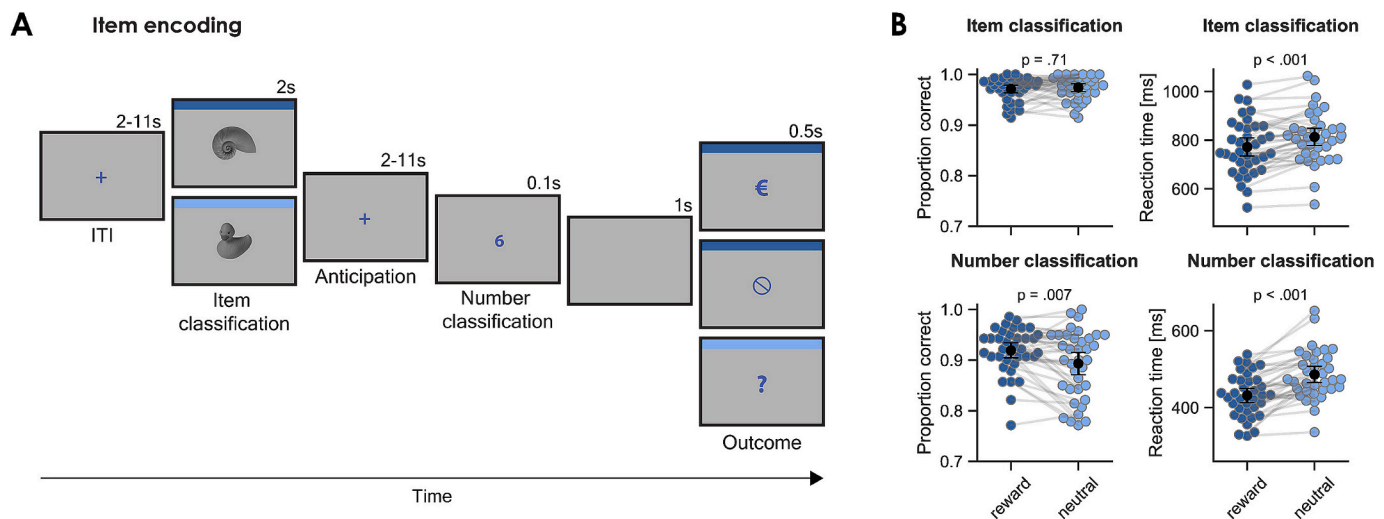 A
Item encoding
2-11s
+
ITI
2s
Item
classification
2-11s
+
Anticipation
0.1s
6
Number
classification
1s
0.5s
€
?
Outcome
Time
B
Item classification
p = .71
Proportion correct
1.0
0.9
0.8
0.7
Item classification
p < .001
Reaction time [ms]
1000
800
600
Number classification
p = .007
Proportion correct
1.0
0.9
0.8
0.7
reward
neutral
Number classification
p < .001
Reaction time [ms]
600
400
reward
neutral